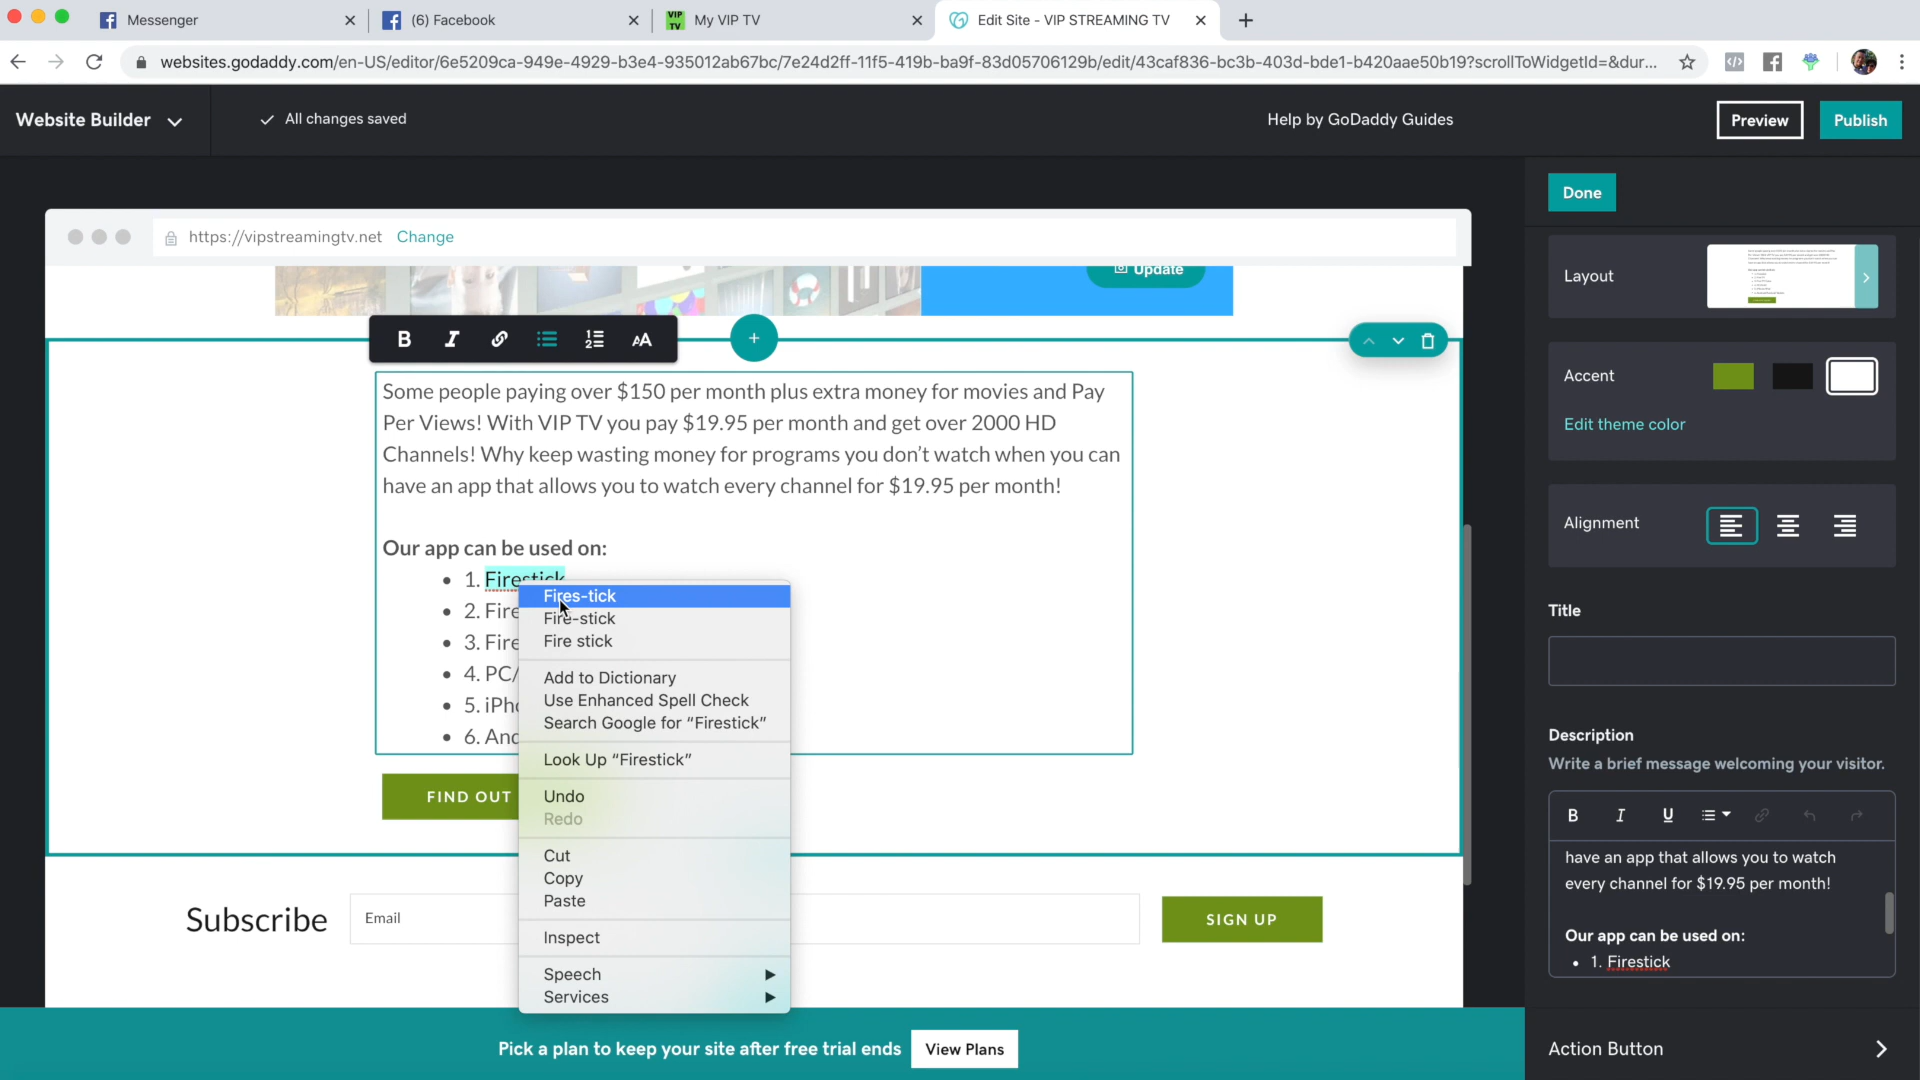 Messenger
(6) Facebook
VIP TV
My VIP TV
Edit Site - VIP STREAMING TV
websites.godaddy.com/en-US/editor/6e5209ca-949e-4929-b3e4-935012ab67bc/7e24d2ff-11f5-419b-ba9f-83d05706129b/edit/43caf836-bc3b-403d-bde1-b420aae50b19?scrollToWidgetId=&dur...
Website Builder
All changes saved
Help by GoDaddy Guides
Preview
Publish
Done
https://vipstreamingtv.net Change
Update
Layout
Some people paying over $150 per month plus extra money for movies and Pay
Per Views! With VIP TV you pay $19.95 per month and get over 2000 HD
Channels! Why keep wasting money for programs you don't watch when you can
have an app that allows you to watch every channel for $19.95 per month!
Our app can be used on:
• 1. Firestick
• 2. Fire
• 3. Fire
• 4. PC/
• 5. iPho
• 6. And
FIND OUT
Fires-tick
Fire-stick
Fire stick
Add to Dictionary
Use Enhanced Spell Check
Search Google for “Firestick”
Look Up “Firestick”
Undo
Redo
Cut
Copy
Paste
Inspect
Speech
Services
Subscribe
Email
SIGN UP
Pick a plan to keep your site after free trial ends
View Plans
Accent
Edit theme color
Alignment
Title
Description
Write a brief message welcoming your visitor.
B I U
have an app that allows you to watch
every channel for $19.95 per month!
Our app can be used on:
• 1. Firestick
Action Button